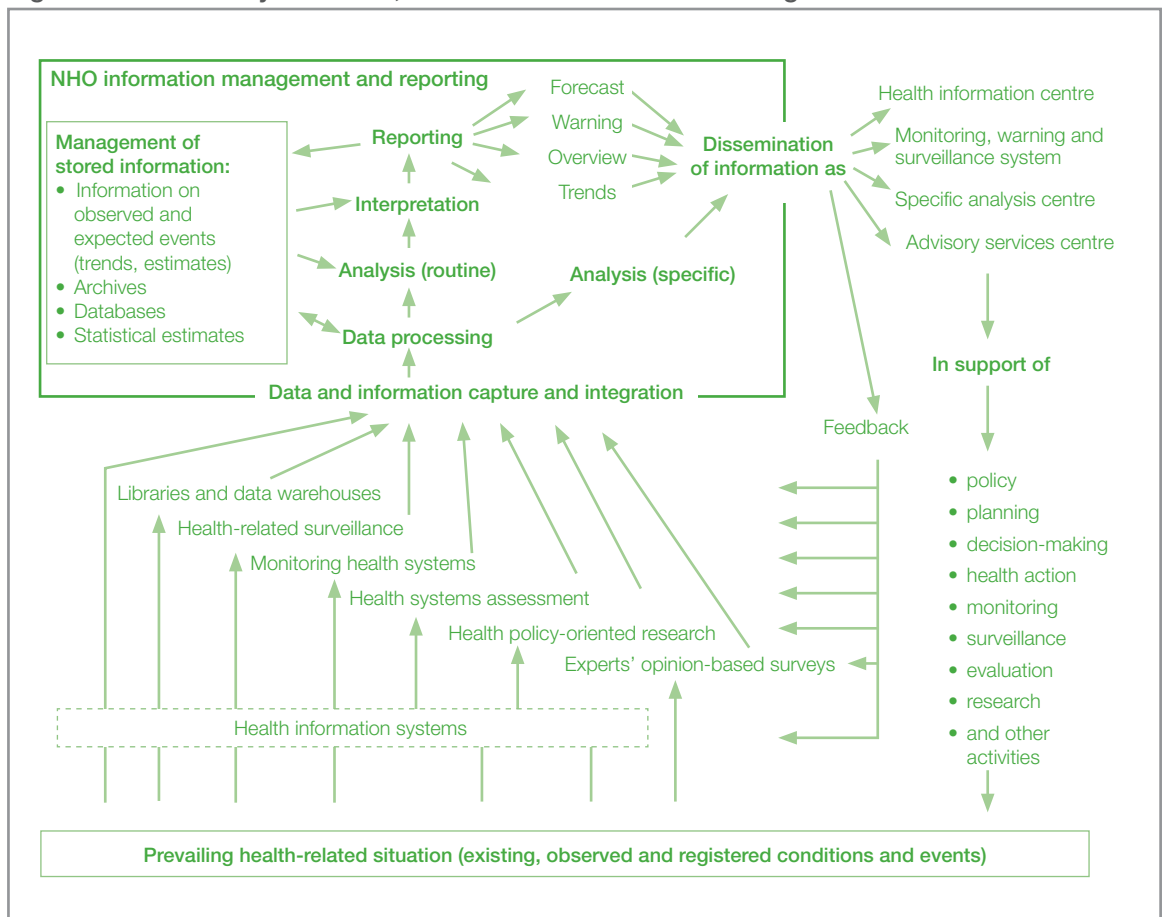 NHO information management and reporting
Management of
stored information:
• Information on
observed and
expected events
(trends, estimates)
• Archives
• Databases
• Statistical estimates
Reporting
Interpretation
Analysis (routine)
Data processing
Forecast
Warning
Overview
Trends
Analysis (specific)
Dissemination
of information as
Data and information capture and integration
Health information centre
Monitoring, warning and
surveillance system
Specific analysis centre
Advisory services centre
In support of
Feedback
• policy
• planning
• decision-making
• health action
• monitoring
• surveillance
• evaluation
• research
• and other
activities
Libraries and data warehouses
Health-related surveillance
Monitoring health systems
Health systems assessment
Health policy-oriented research
Experts' opinion-based surveys
Health information systems
Prevailing health-related situation (existing, observed and registered conditions and events)